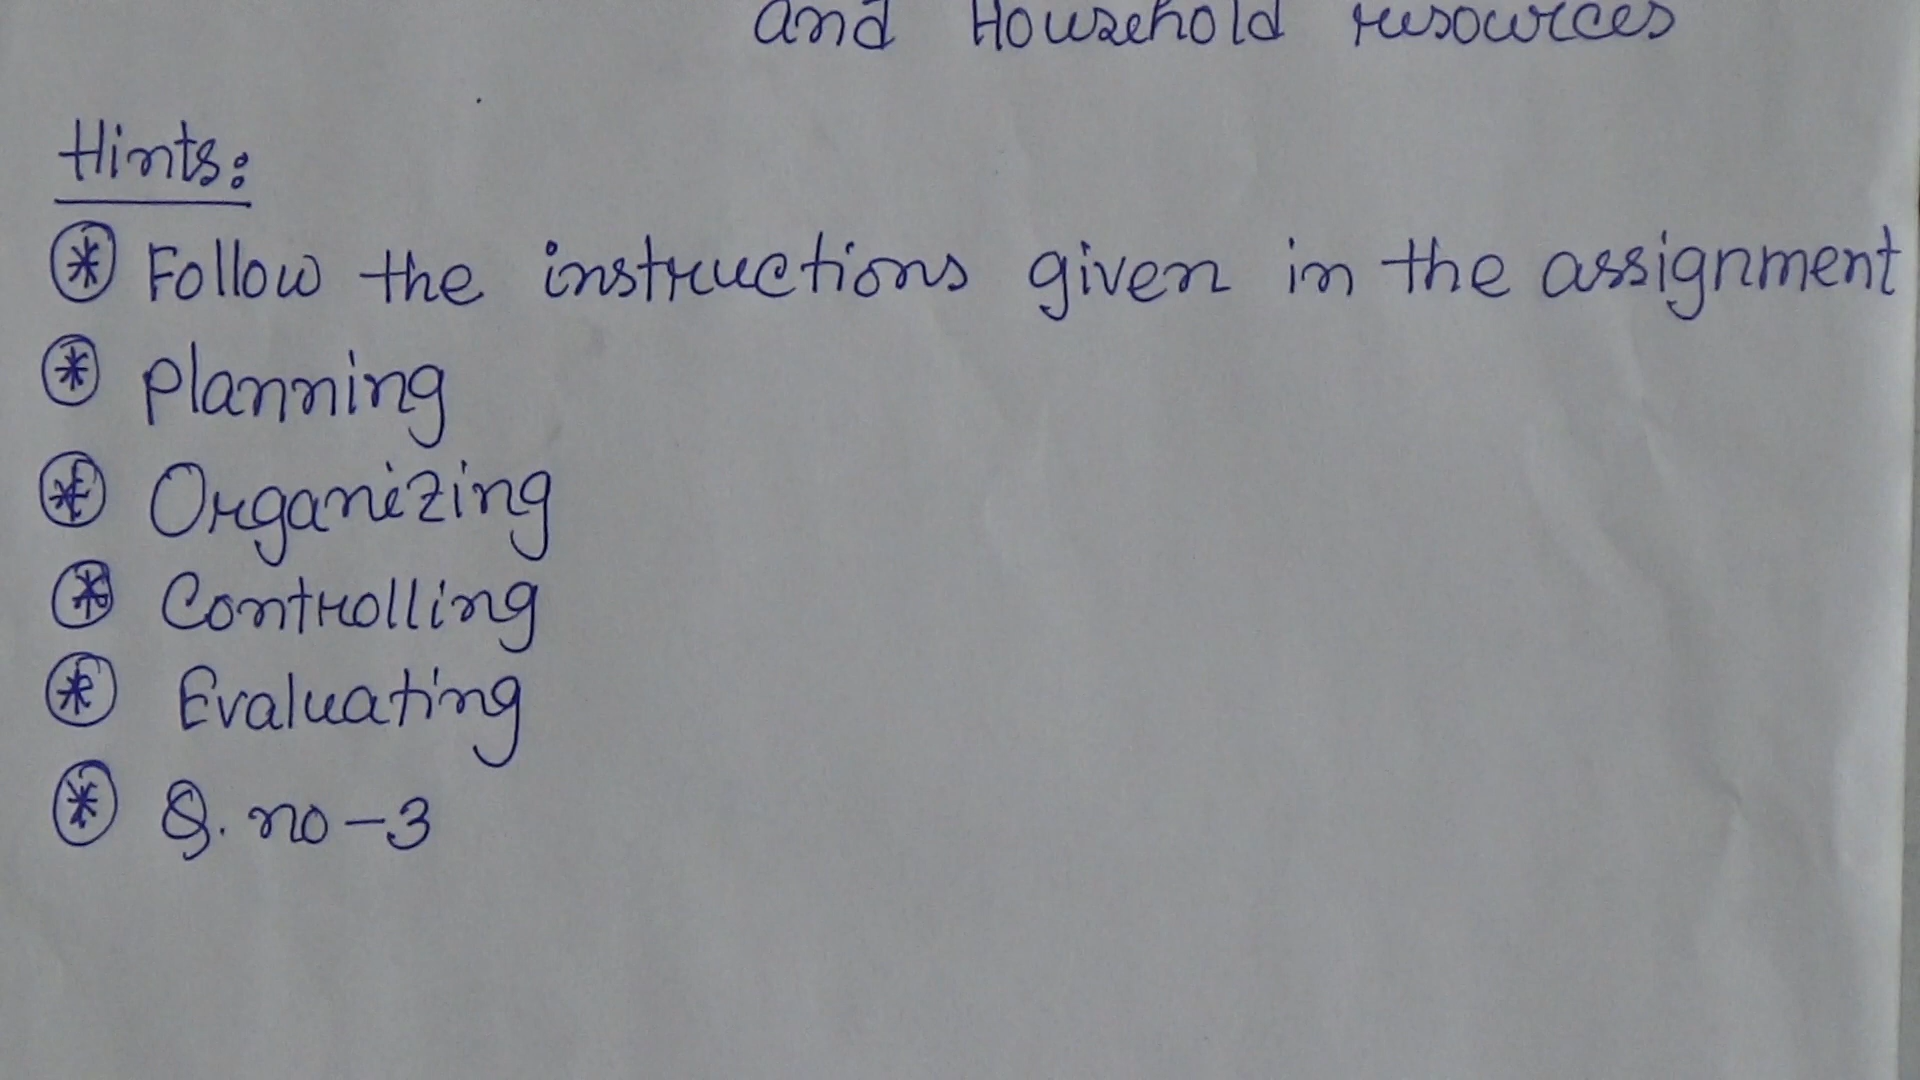 and Household resources
Hints:
* Follow the instructions given in the assignment
* Planning
* Organizing
* Controlling
* Evaluating
* Q. no-3